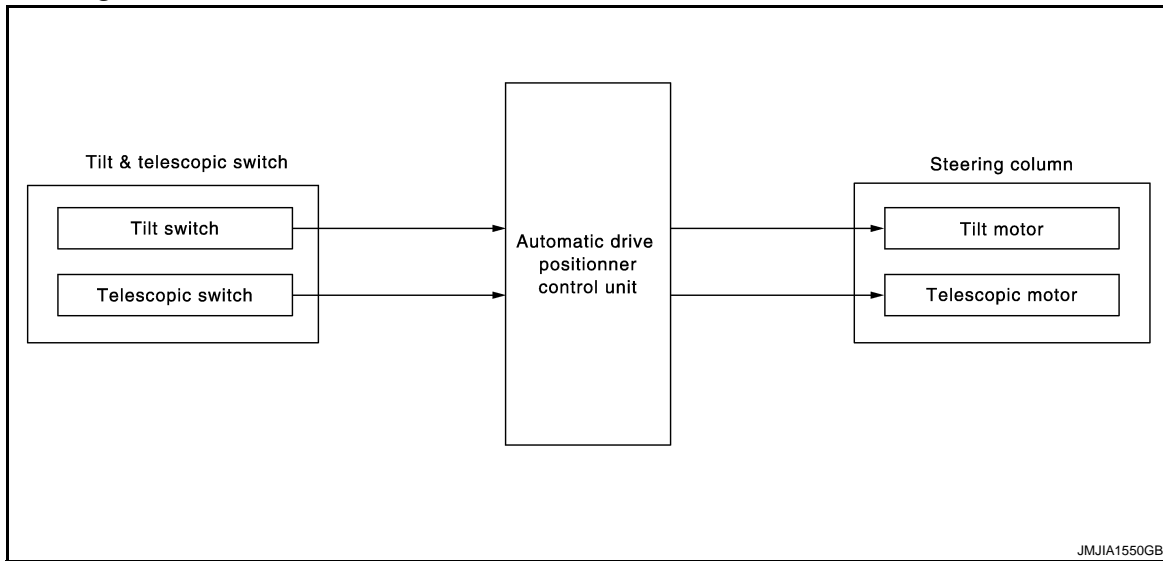 Tilt & telescopic switch
Tilt switch
Telescopic switch
Automatic drive
positionner
control unit
Steering column
Tilt motor
Telescopic motor
JMJIA1550GB